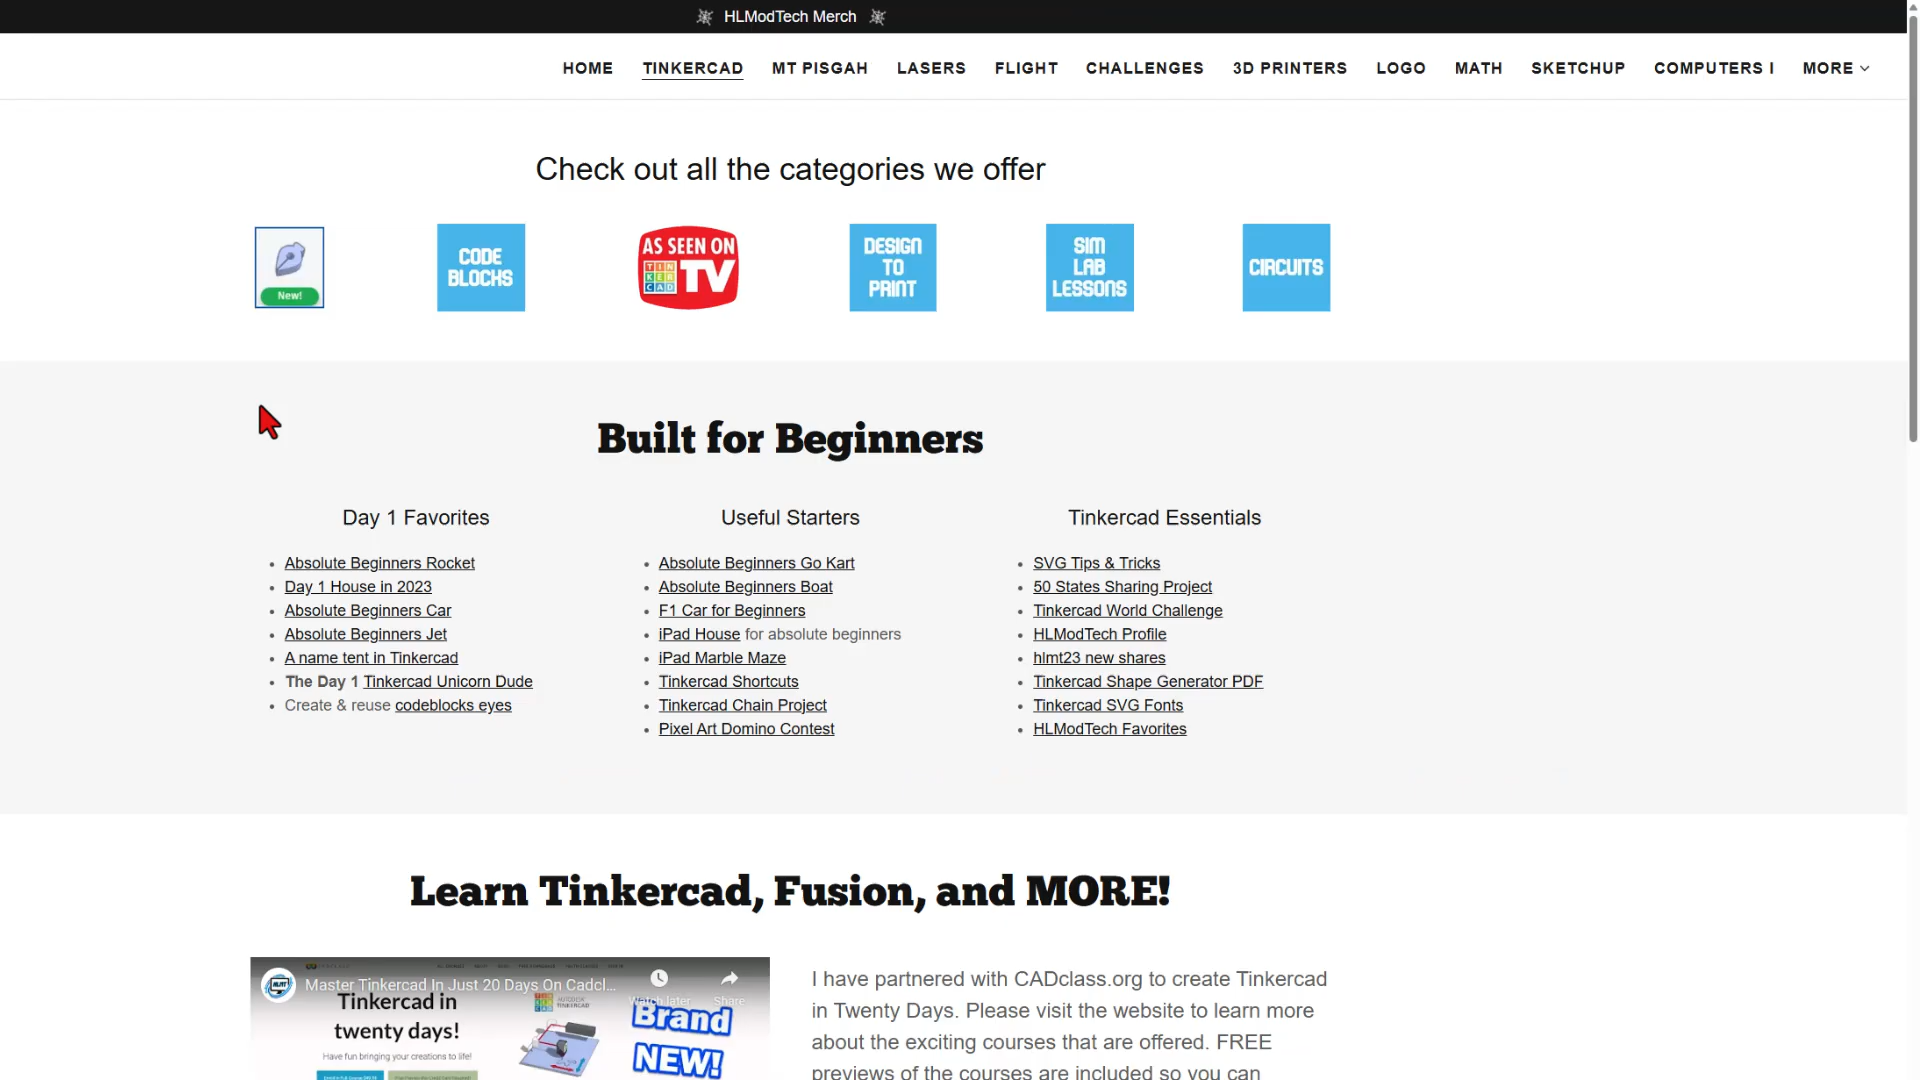 HLModTech Merch
HOME TINKERCAD MT PISGAH LASERS FLIGHT CHALLENGES 3D PRINTERS LOGO MATH SKETCHUP COMPUTERS I MORE
Check out all the categories we offer
New!
CODE
BLOCKS
AS SEEN ON
TINKERCAD TV
DESIGN
TO
PRINT
SIM
LAB
LESSONS
CIRCUITS
Built for Beginners
Day 1 Favorites
Absolute Beginners Rocket
Day 1 House in 2023
Absolute Beginners Car
Absolute Beginners Jet
A name tent in Tinkercad
The Day 1 Tinkercad Unicorn Dude
Create & reuse codeblocks eyes
Useful Starters
Absolute Beginners Go Kart
Absolute Beginners Boat
F1 Car for Beginners
iPad House for absolute beginners
iPad Marble Maze
Tinkercad Shortcuts
Tinkercad Chain Project
Pixel Art Domino Contest
Tinkercad Essentials
SVG Tips & Tricks
50 States Sharing Project
Tinkercad World Challenge
HLModTech Profile
hlmt23 new shares
Tinkercad Shape Generator PDF
Tinkercad SVG Fonts
HLModTech Favorites
Learn Tinkercad, Fusion, and MORE!
Master Tinkercad In Just 20 Days On Cadcl...
Watch later
Share
Tinkercad in
twenty days!
Have fun bringing your creations to life!
AUTODESK
TINKERCAD
Brand
NEW!
I have partnered with CADclass.org to create Tinkercad
in Twenty Days. Please visit the website to learn more
about the exciting courses that are offered. FREE
previews of the courses are included so you can